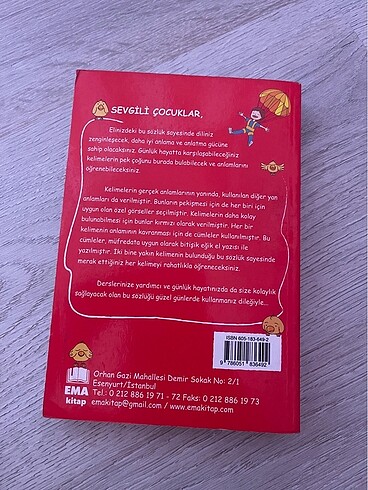 SEVGİLİ ÇOCUKLAR,
Elinizdeki bu sözlük sayesinde diliniz
zenginleşecek, daha iyi anlama ve anlatma gücüne
sahip olacaksınız. Günlük hayatta karşılaşabileceğiniz
kelimelerin pek çoğunu burada bulabilecek ve anlamlarını
öğrenebileceksiniz.
Kelimelerin gerçek anlamlarının yanında, kullanılan diğer yan
anlamları da verilmiştir. Bunların pekişmesi için de her biri için
uygun olan özel görseller seçilmiştir. Kelimelerin daha kolay
bulunabilmesi için bunlar kırmızı olarak verilmiştir. Her bir
kelimenin anlamının kavranması için de cümleler kullanılmıştır. Bu
cümleler, müfredata uygun olarak bitişik eğik el yazısı ile
yazılmıştır. İki bine yakın kelimenin bulunduğu bu sözlük sayesinde
merak ettiğiniz her kelimeyi rahatlıkla öğreneceksiniz.
Derslerinize yardımcı ve günlük hayatınızda da size kolaylık
sağlayacak olan bu sözlüğü güzel günlerde kullanmanız dileğiyle...
ISBN 605-183-649-2
9 786051 836492
EMA
kitap
Orhan Gazi Mahallesi Demir Sokak No: 2/1
Esenyurt/İstanbul
Tel.: 0 212 886 19 71 - 72 Faks: 0 212 886 19 73
emakitap@gmail.com / www.emakitap.com